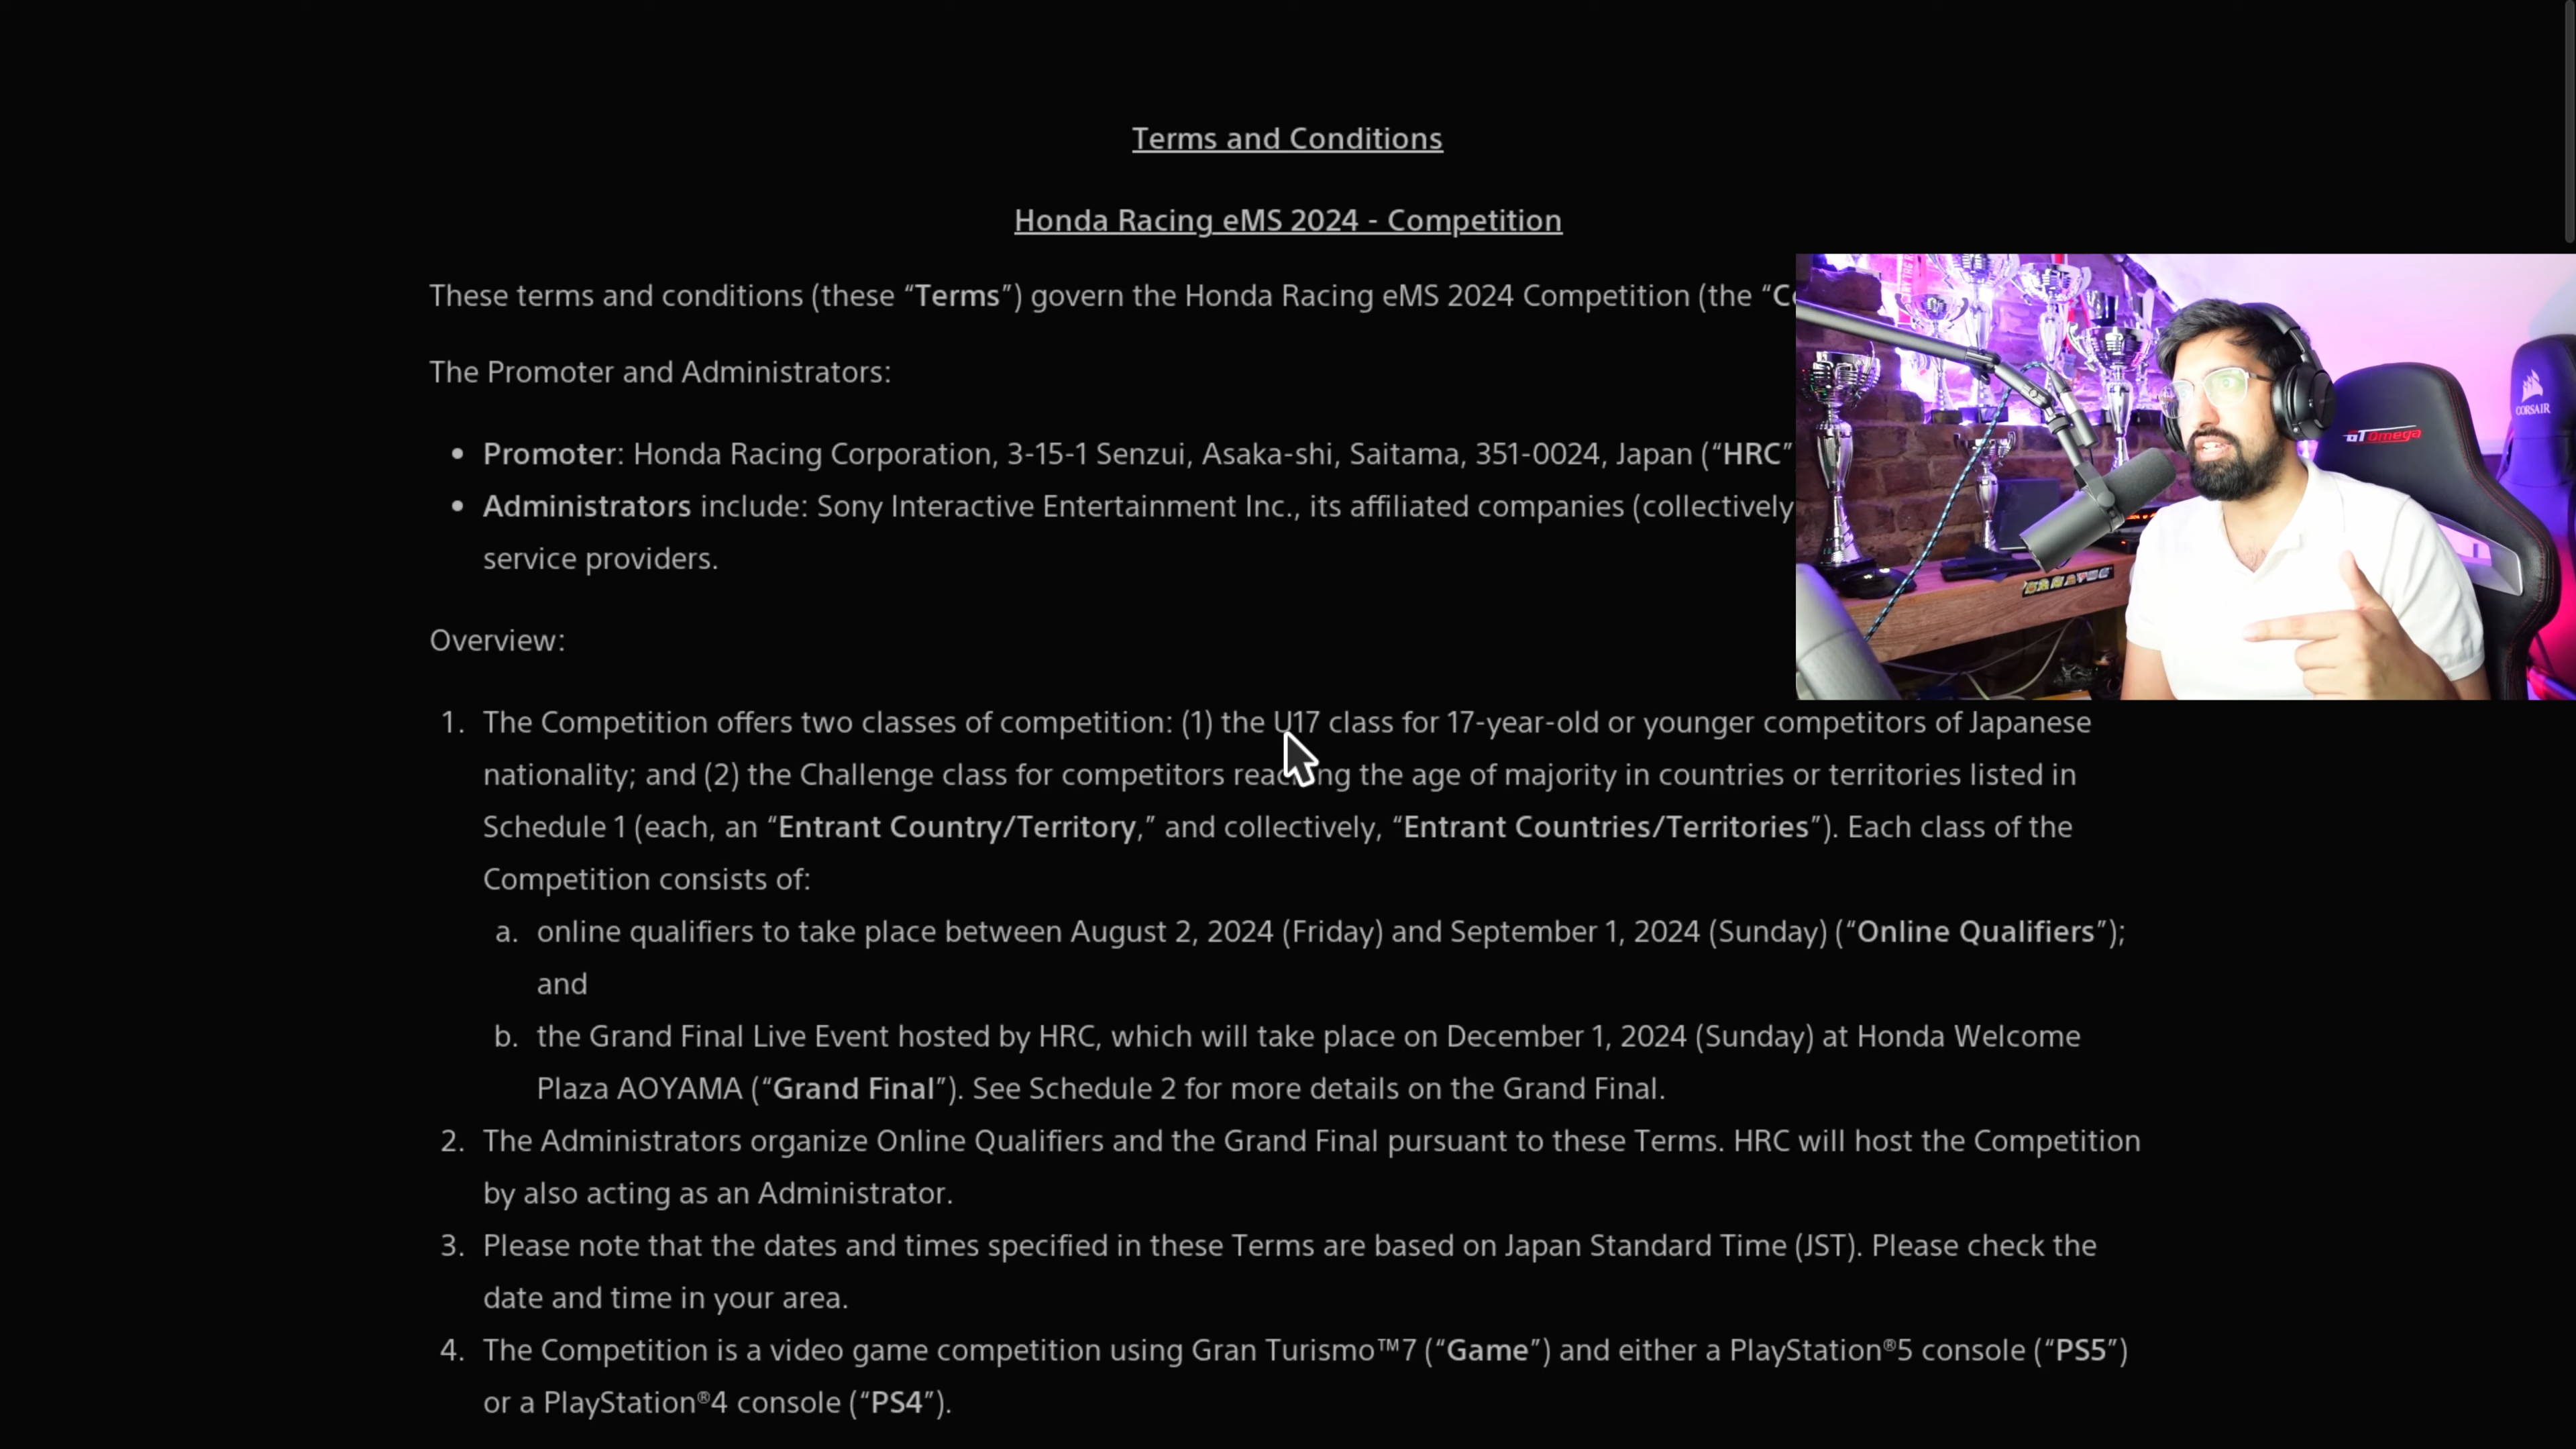 Terms and Conditions
Honda Racing eMS 2024 - Competition
These terms and conditions (these “Terms”) govern the Honda Racing eMS 2024 Competition (the “
The Promoter and Administrators:
• Promoter: Honda Racing Corporation, 3-15-1 Senzui, Asaka-shi, Saitama, 351-0024, Japan (“HRC”
• Administrators include: Sony Interactive Entertainment Inc., its affiliated companies (collectively
service providers.
CORSAIR
GT Omega
Overview:
1. The Competition offers two classes of competition: (1) the U17 class for 17-year-old or younger competitors of Japanese
nationality; and (2) the Challenge class for competitors reaching the age of majority in countries or territories listed in
Schedule 1 (each, an “Entrant Country/Territory,” and collectively, “Entrant Countries/Territories”). Each class of the
Competition consists of:
a. online qualifiers to take place between August 2, 2024 (Friday) and September 1, 2024 (Sunday) (“Online Qualifiers”);
and
b. the Grand Final Live Event hosted by HRC, which will take place on December 1, 2024 (Sunday) at Honda Welcome
Plaza AOYAMA (“Grand Final”). See Schedule 2 for more details on the Grand Final.
2. The Administrators organize Online Qualifiers and the Grand Final pursuant to these Terms. HRC will host the Competition
by also acting as an Administrator.
3. Please note that the dates and times specified in these Terms are based on Japan Standard Time (JST). Please check the
date and time in your area.
4. The Competition is a video game competition using Gran Turismo™7 (“Game”) and either a PlayStation®5 console (“PS5”)
or a PlayStation®4 console (“PS4”).